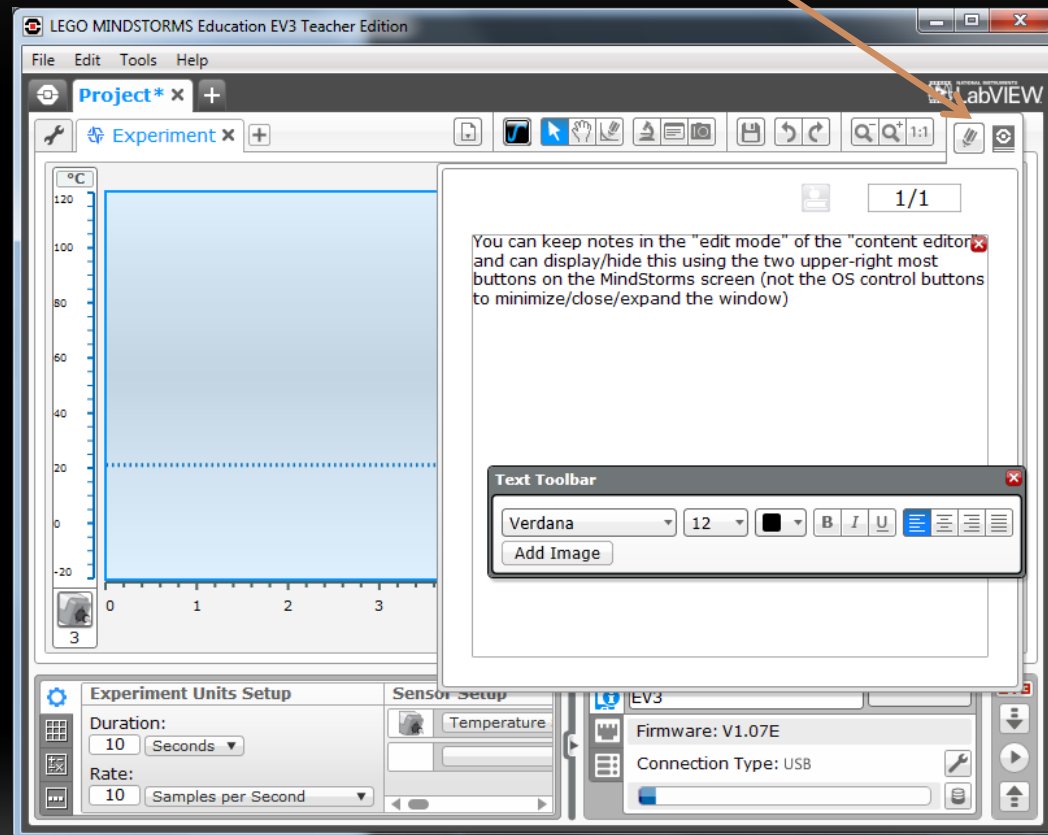 LEGO MINDSTORMS Education EV3 Teacher Edition
File Edit Tools Help
Project* × +
NATIONAL INSTRUMENTS
LabVIEW
Experiment × +
1:1
°C
120
100
80
60
40
20
0
-20
0 1 2 3
3
1/1
You can keep notes in the "edit mode" of the "content editor"
and can display/hide this using the two upper-right most
buttons on the MindStorms screen (not the OS control buttons
to minimize/close/expand the window)
Text Toolbar
Verdana 12 B I U
Add Image
Experiment Units Setup
Duration:
10 Seconds
Rate:
10 Samples per Second
Sensor Setup
Temperature
EV3
Firmware: V1.07E
Connection Type: USB